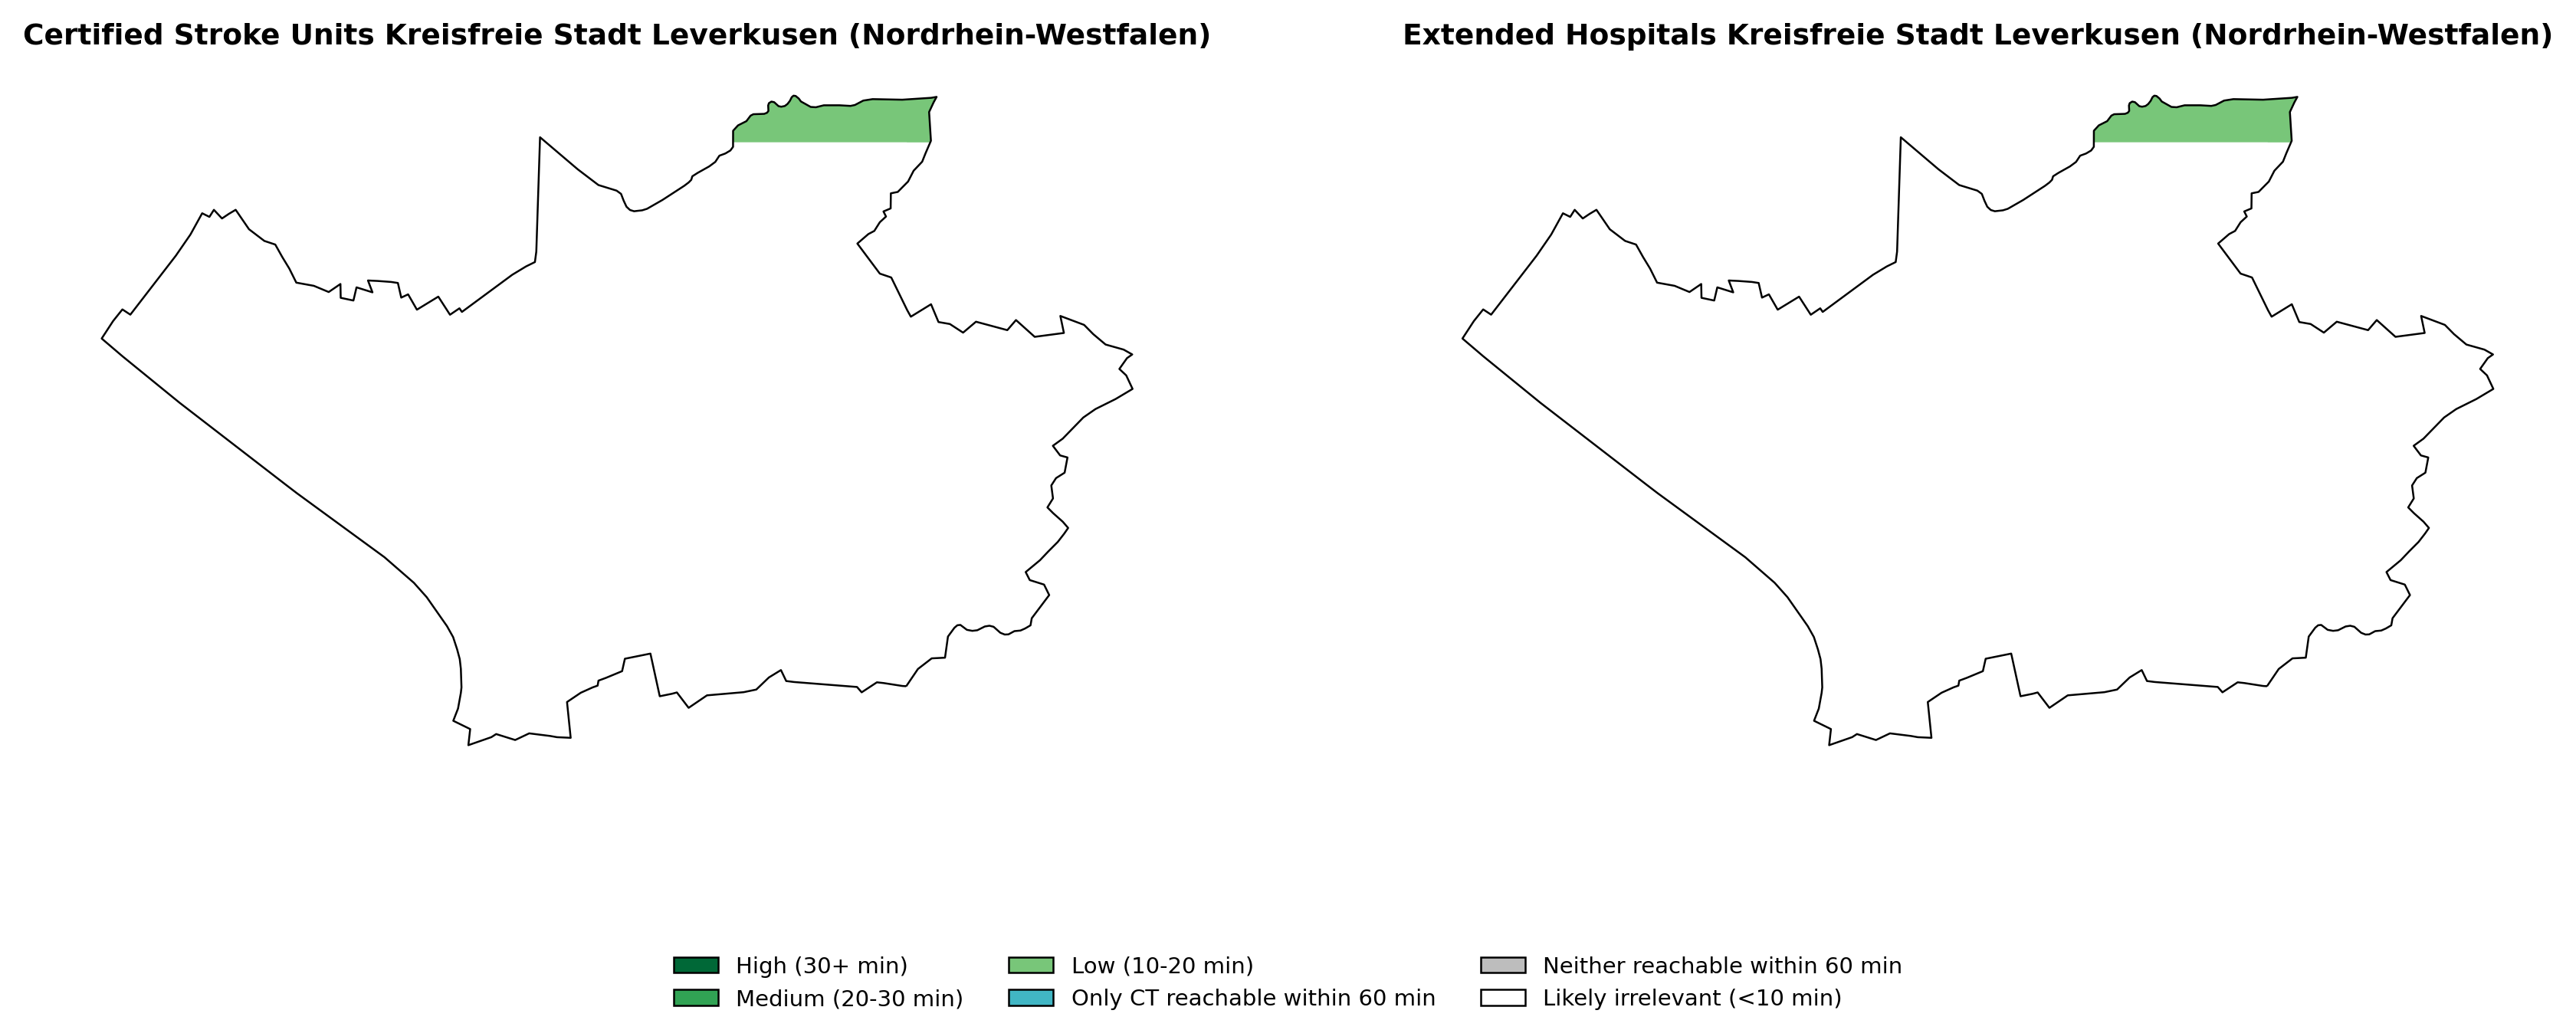 Certified Stroke Units Kreisfreie Stadt Leverkusen (Nordrhein-Westfalen)
Extended Hospitals Kreisfreie Stadt Leverkusen (Nordrhein-Westfalen)
High (30+ min)
Medium (20-30 min)
Low (10-20 min)
Only CT reachable within 60 min
Neither reachable within 60 min
Likely irrelevant (<10 min)